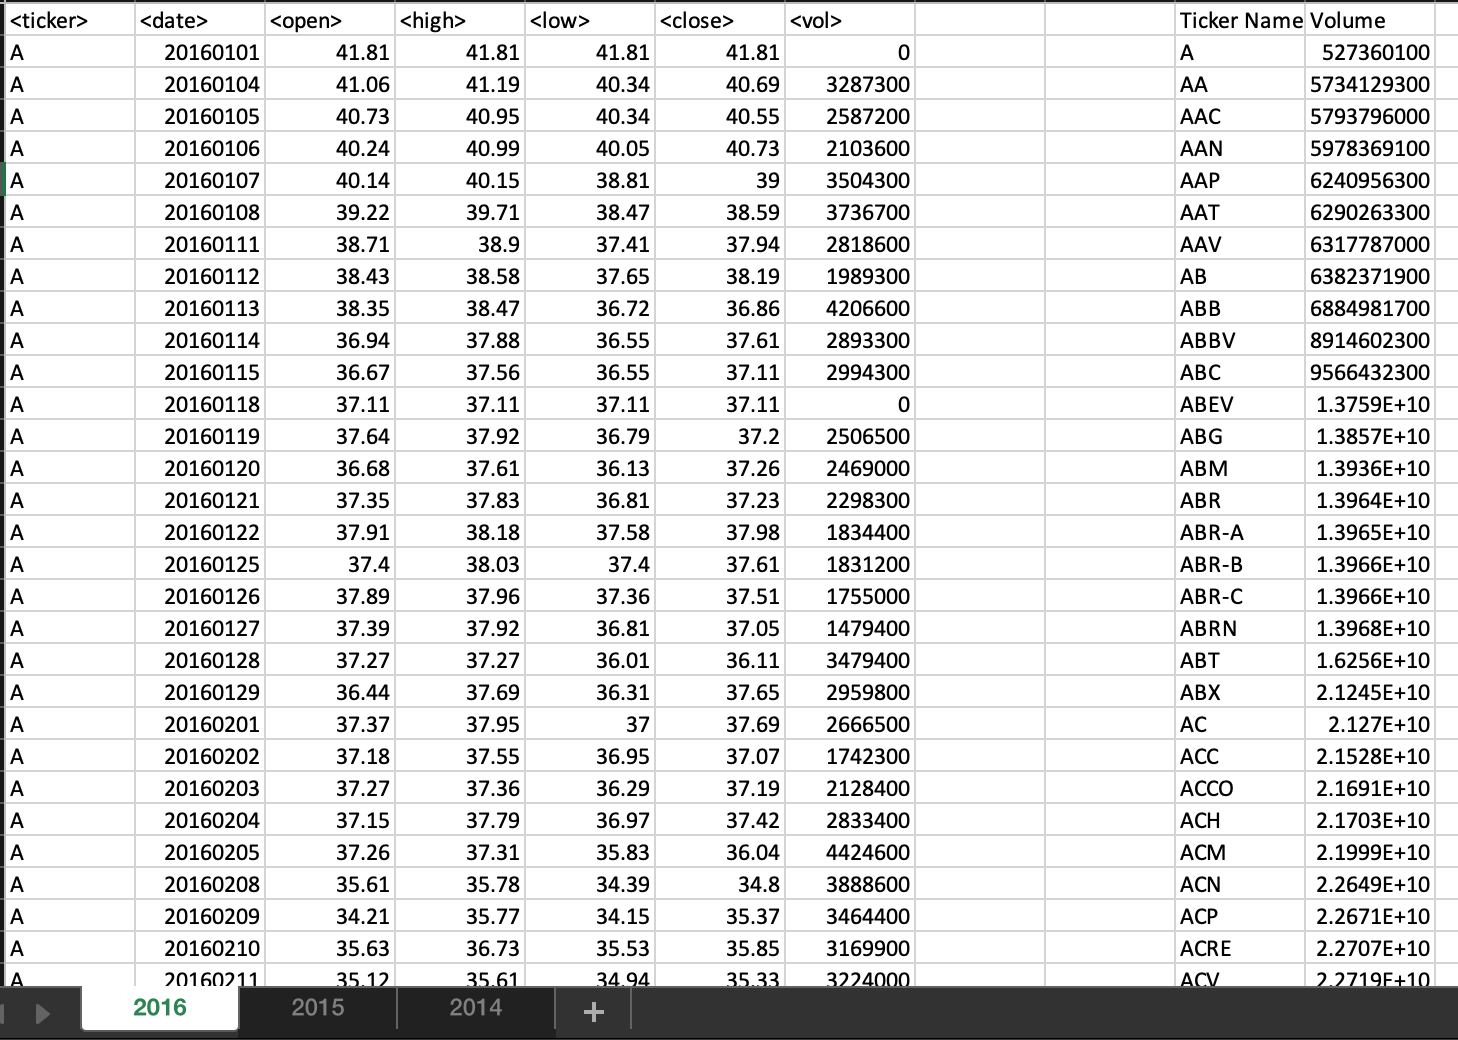 <ticker> <date> <open> <high> <low> <close> <vol> Ticker Name Volume
A 20160101 41.81 41.81 41.81 41.81 0 A 527360100
A 20160104 41.06 41.19 40.34 40.69 3287300 AA 5734129300
A 20160105 40.73 40.95 40.34 40.55 2587200 AAC 5793796000
A 20160106 40.24 40.99 40.05 40.73 2103600 AAN 5978369100
A 20160107 40.14 40.15 38.81 39 3504300 AAP 6240956300
A 20160108 39.22 39.71 38.47 38.59 3736700 AAT 6290263300
A 20160111 38.71 38.9 37.41 37.94 2818600 AAV 6317787000
A 20160112 38.43 38.58 37.65 38.19 1989300 AB 6382371900
A 20160113 38.35 38.47 36.72 36.86 4206600 ABB 6884981700
A 20160114 36.94 37.88 36.55 37.61 2893300 ABBV 8914602300
A 20160115 36.67 37.56 36.55 37.11 2994300 ABC 9566432300
A 20160118 37.11 37.11 37.11 37.11 0 ABEV 1.3759E+10
A 20160119 37.64 37.92 36.79 37.2 2506500 ABG 1.3857E+10
A 20160120 36.68 37.61 36.13 37.26 2469000 ABM 1.3936E+10
A 20160121 37.35 37.83 36.81 37.23 2298300 ABR 1.3964E+10
A 20160122 37.91 38.18 37.58 37.98 1834400 ABR-A 1.3965E+10
A 20160125 37.4 38.03 37.4 37.61 1831200 ABR-B 1.3966E+10
A 20160126 37.89 37.96 37.36 37.51 1755000 ABR-C 1.3966E+10
A 20160127 37.39 37.92 36.81 37.05 1479400 ABRN 1.3968E+10
A 20160128 37.27 37.27 36.01 36.11 3479400 ABT 1.6256E+10
A 20160129 36.44 37.69 36.31 37.65 2959800 ABX 2.1245E+10
A 20160201 37.37 37.95 37 37.69 2666500 AC 2.127E+10
A 20160202 37.18 37.55 36.95 37.07 1742300 ACC 2.1528E+10
A 20160203 37.27 37.36 36.29 37.19 2128400 ACCO 2.1691E+10
A 20160204 37.15 37.79 36.97 37.42 2833400 ACH 2.1703E+10
A 20160205 37.26 37.31 35.83 36.04 4424600 ACM 2.1999E+10
A 20160208 35.61 35.78 34.39 34.8 3888600 ACN 2.2649E+10
A 20160209 34.21 35.77 34.15 35.37 3464400 ACP 2.2671E+10
A 20160210 35.63 36.73 35.53 35.85 3169900 ACRE 2.2707E+10
A 20160211 35.12 35.61 34.94 35.33 3224000 ACV 2.2719E+10
2016 2015 2014 +